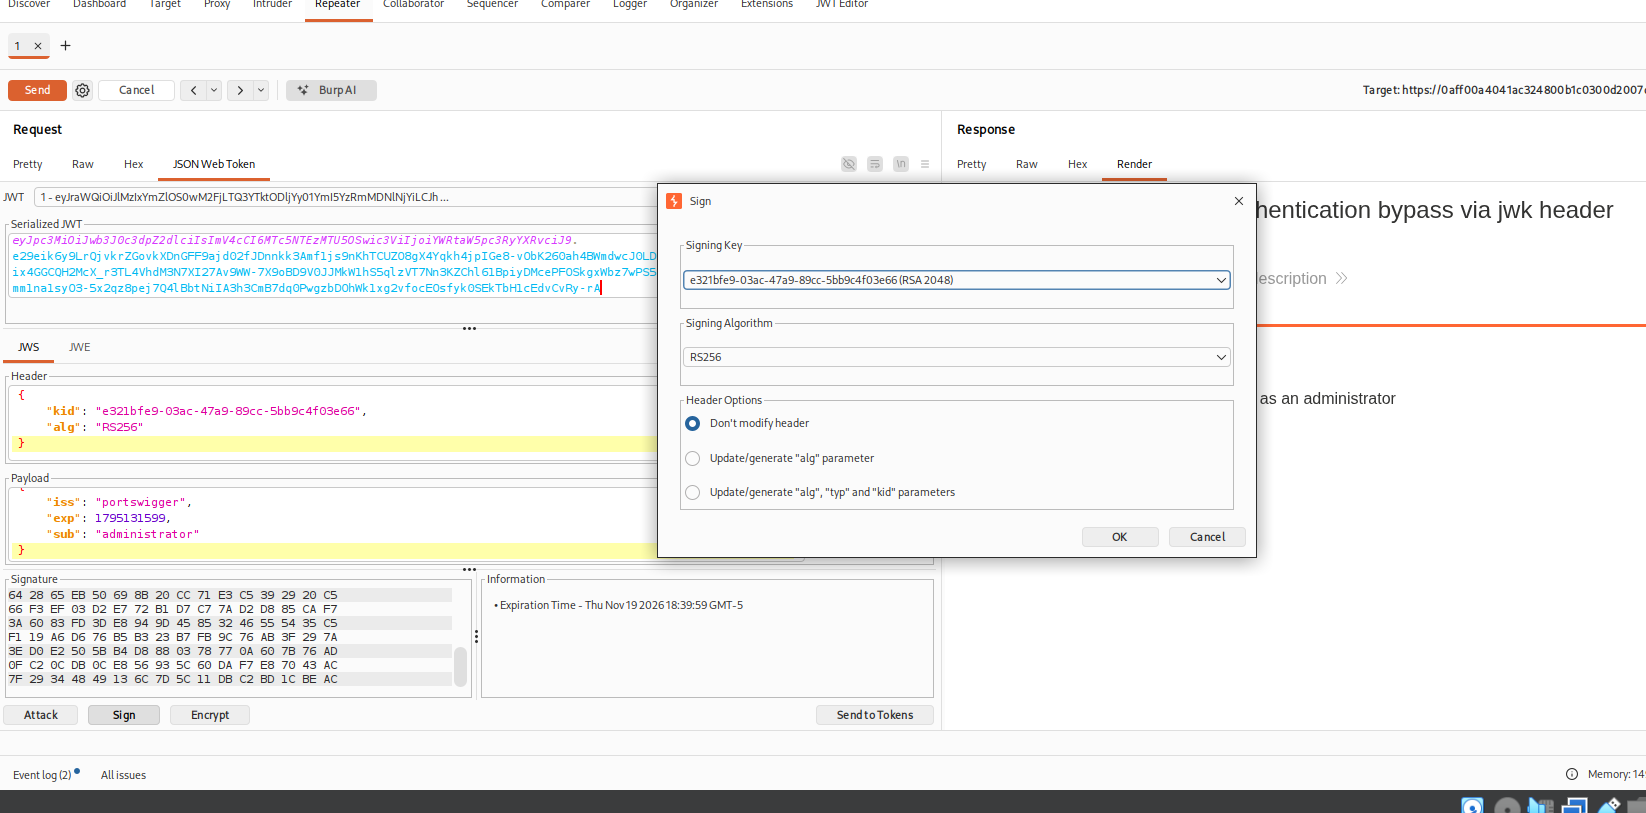 Discover Dashboard Target Proxy Intruder Repeater Collaborator Sequencer Comparer Logger Organizer Extensions JWT Editor
1 × +
Send Cancel < > Burp AI Target: https://0aff00a4041ac324800b1c0300d2007
Request
Pretty Raw Hex JSON Web Token \n
JWT 1 - eyJraWQiOiJlMzIxYmZlOS0wM2FjLTQ3YTktODljYy01YmI5YzRmMDNlNjYiLCJh ...
Serialized JWT
eyJpc3MiOiJwb3J0c3dpZ2dlciIsImV4cCI6MTc5NTEzMTU5OSwic3ViIjoiYWRtaW5pc3RyYXRvciJ9.
e29eik6y9LrQjvkrZGovkXDnGFF9ajdO2fJDnnkk3Amf1js9nKhTCUZO8gX4Yqkh4jpIGe8-vObK260ah4BWmdwcJOLD
ix4GGCQH2McX_r3TL4VhdM3N7XI27Av9WW-7X9oBD9VOJJMkW1hS5qlzVT7Nn3KZChl61BpiyDMcePFOSkgxWbz7wPS5
mm1na1syO3-5x2qz8pej7Q4lBbtNiIA3h3CmB7dq0PwgzbDOhWk1xg2vfocEOsfykOSEkTbH1cEdvCvRy-rA
JWS JWE
Header
{
"kid": "e321bfe9-03ac-47a9-89cc-5bb9c4f03e66",
"alg": "RS256"
}
Payload
{
"iss": "portswigger",
"exp": 1795131599,
"sub": "administrator"
}
Signature
64 28 65 EB 50 69 8B 20 CC 71 E3 C5 39 29 20 C5
66 F3 EF 03 D2 E7 72 B1 D7 C7 7A D2 D8 85 CA F7
3A 60 83 FD 3D E8 94 9D 45 85 32 46 55 54 35 C5
F1 19 A6 D6 76 B5 B3 23 B7 FB 9C 76 AB 3F 29 7A
3E D0 E2 50 5B B4 D8 88 03 78 77 0A 60 7B 76 AD
0F C2 0C DB 0C E8 56 93 5C 60 DA F7 E8 70 43 AC
7F 29 34 48 49 13 6C 7D 5C 11 DB C2 BD 1C BE AC
Information
• Expiration Time - Thu Nov 19 2026 18:39:59 GMT-5
Attack Sign Encrypt Send to Tokens
Sign ×
Signing Key
e321bfe9-03ac-47a9-89cc-5bb9c4f03e66 (RSA 2048)
Signing Algorithm
RS256
Header Options
Don't modify header
Update/generate "alg" parameter
Update/generate "alg", "typ" and "kid" parameters
OK Cancel
Response
Pretty Raw Hex Render
hentication bypass via jwk header
escription
as an administrator
Event log (2) All issues Memory: 14